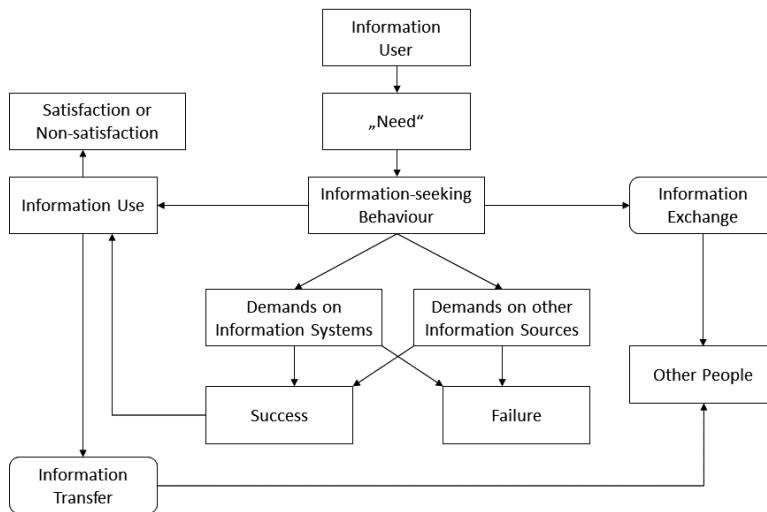 Information
User
„Need“
Satisfaction or
Non-satisfaction
Information Use
Information-seeking
Behaviour
Information
Exchange
Demands on
Information Systems
Demands on other
Information Sources
Other People
Success
Failure
Information
Transfer